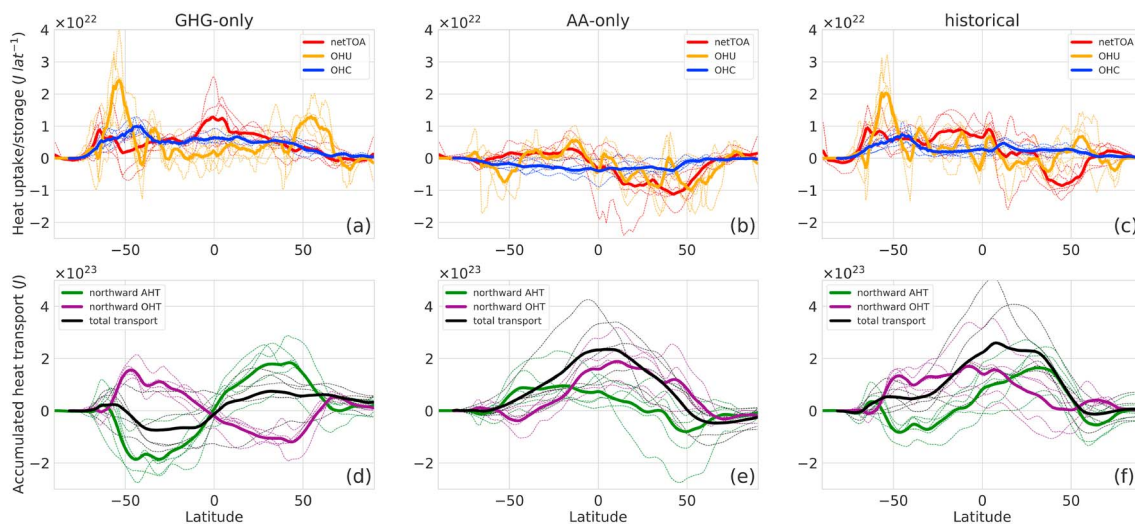 GHG-only
AA-only
historical
×10²²
×10²²
×10²²
Heat uptake/storage (J lat⁻¹)
4
3
2
1
0
−1
−2
netTOA
OHU
OHC
−50
0
50
(a)
4
3
2
1
0
−1
−2
netTOA
OHU
OHC
−50
0
50
(b)
4
3
2
1
0
−1
−2
netTOA
OHU
OHC
−50
0
50
(c)
×10²³
×10²³
×10²³
Accumulated heat transport (J)
4
2
0
−2
northward AHT
northward OHT
total transport
−50
0
50
Latitude
(d)
4
2
0
−2
northward AHT
northward OHT
total transport
−50
0
50
Latitude
(e)
4
2
0
−2
northward AHT
northward OHT
total transport
−50
0
50
Latitude
(f)